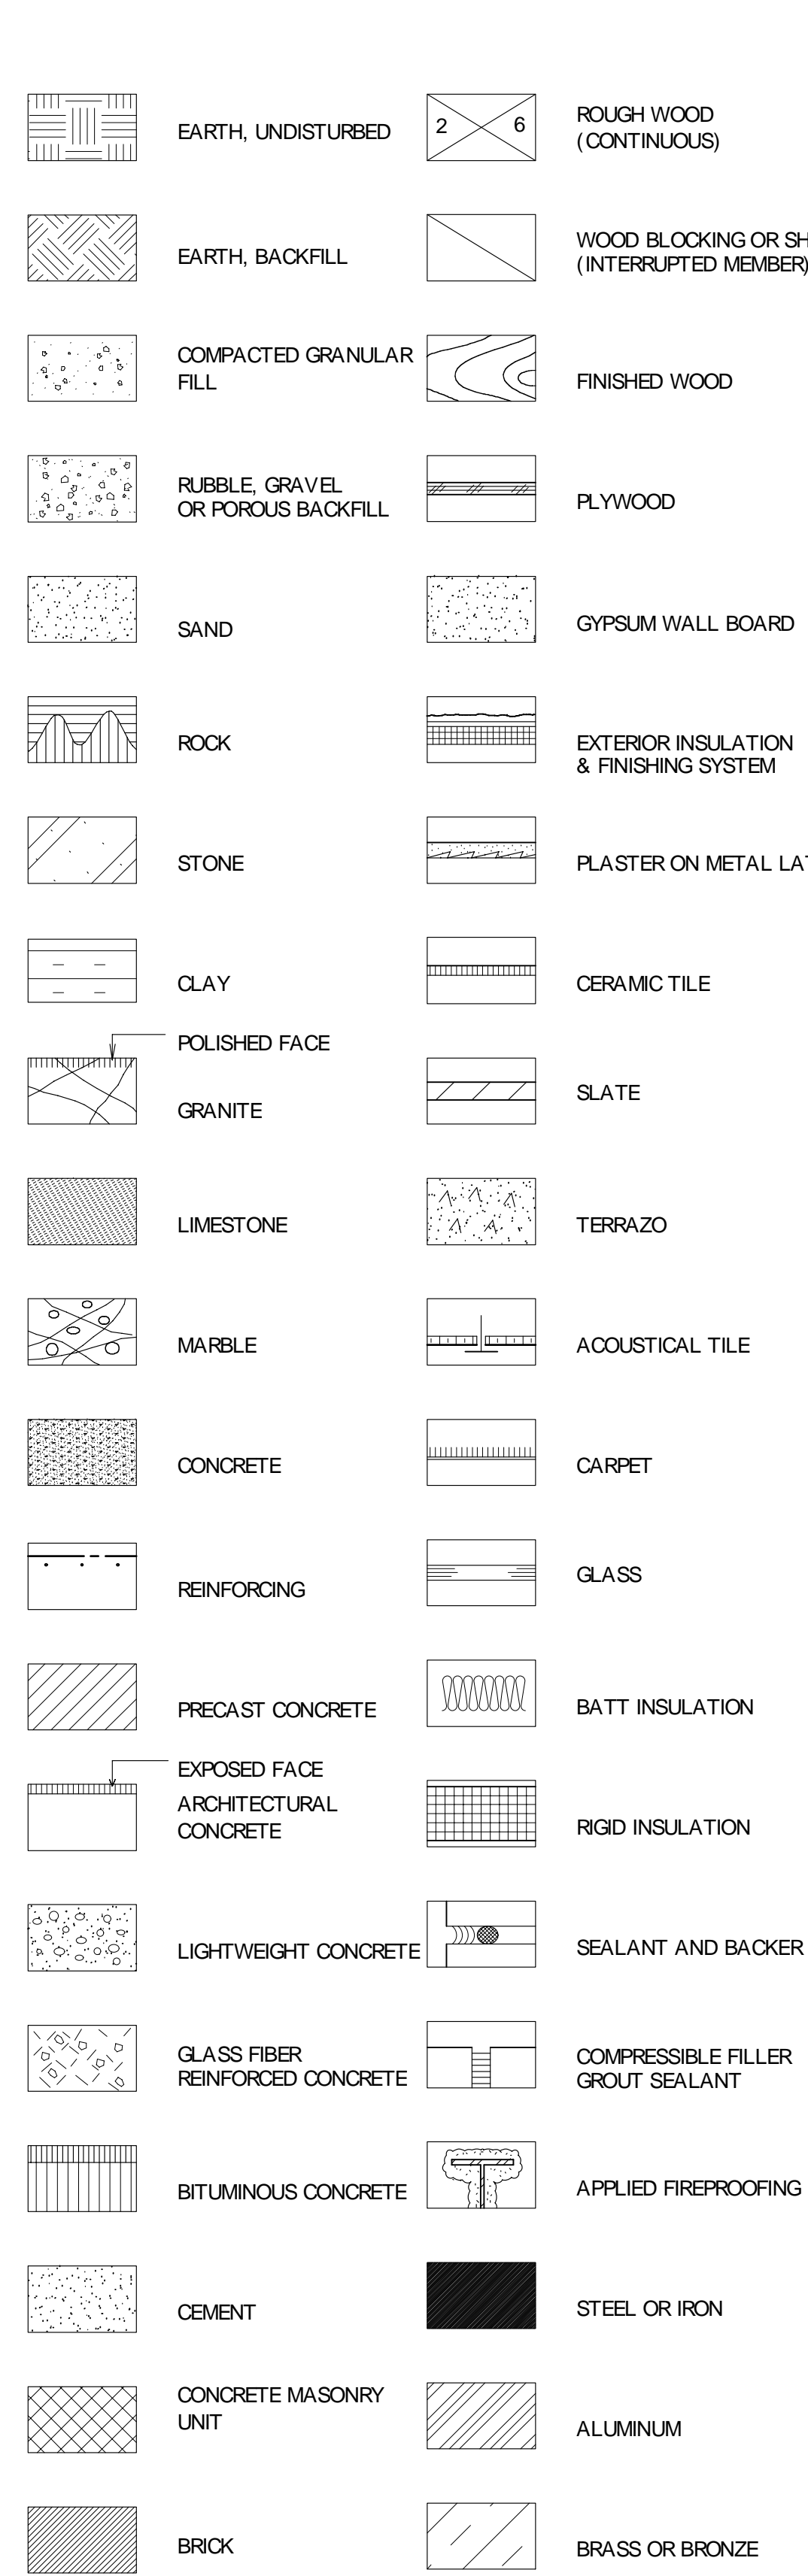 EARTH, UNDISTURBED
EARTH, BACKFILL
COMPACTED GRANULAR
FILL
RUBBLE, GRAVEL
OR POROUS BACKFILL
SAND
ROCK
STONE
CLAY
POLISHED FACE
GRANITE
LIMESTONE
MARBLE
CONCRETE
REINFORCING
PRECAST CONCRETE
EXPOSED FACE
ARCHITECTURAL
CONCRETE
LIGHTWEIGHT CONCRETE
GLASS FIBER
REINFORCED CONCRETE
BITUMINOUS CONCRETE
CEMENT
CONCRETE MASONRY
UNIT
BRICK
2 6
ROUGH WOOD
(CONTINUOUS)
WOOD BLOCKING OR
(INTERRUPTED MEMBER)
FINISHED WOOD
PLYWOOD
GYPSUM WALL BOARD
EXTERIOR INSULATION
& FINISHING SYSTEM
PLASTER ON METAL
CERAMIC TILE
SLATE
TERRAZO
ACOUSTICAL TILE
CARPET
GLASS
BATT INSULATION
RIGID INSULATION
SEALANT AND BACKER
COMPRESSIBLE FILLER
GROUT SEALANT
APPLIED FIREPROOFING
STEEL OR IRON
ALUMINUM
BRASS OR BRONZE